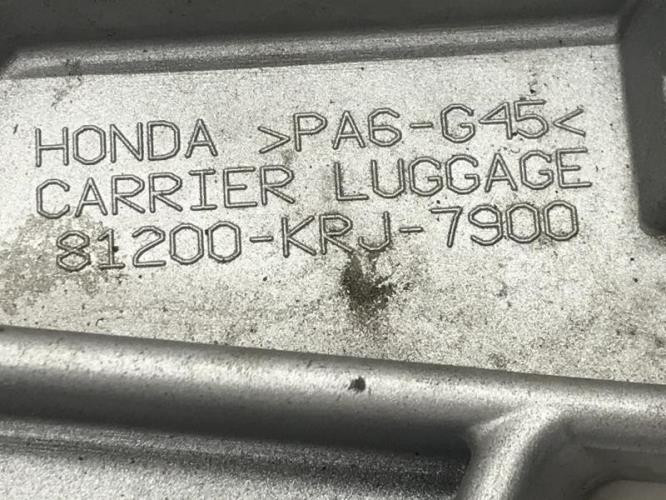 HONDA >PA6-G45<
CARRIER LUGGAGE
81200-KRJ-7900